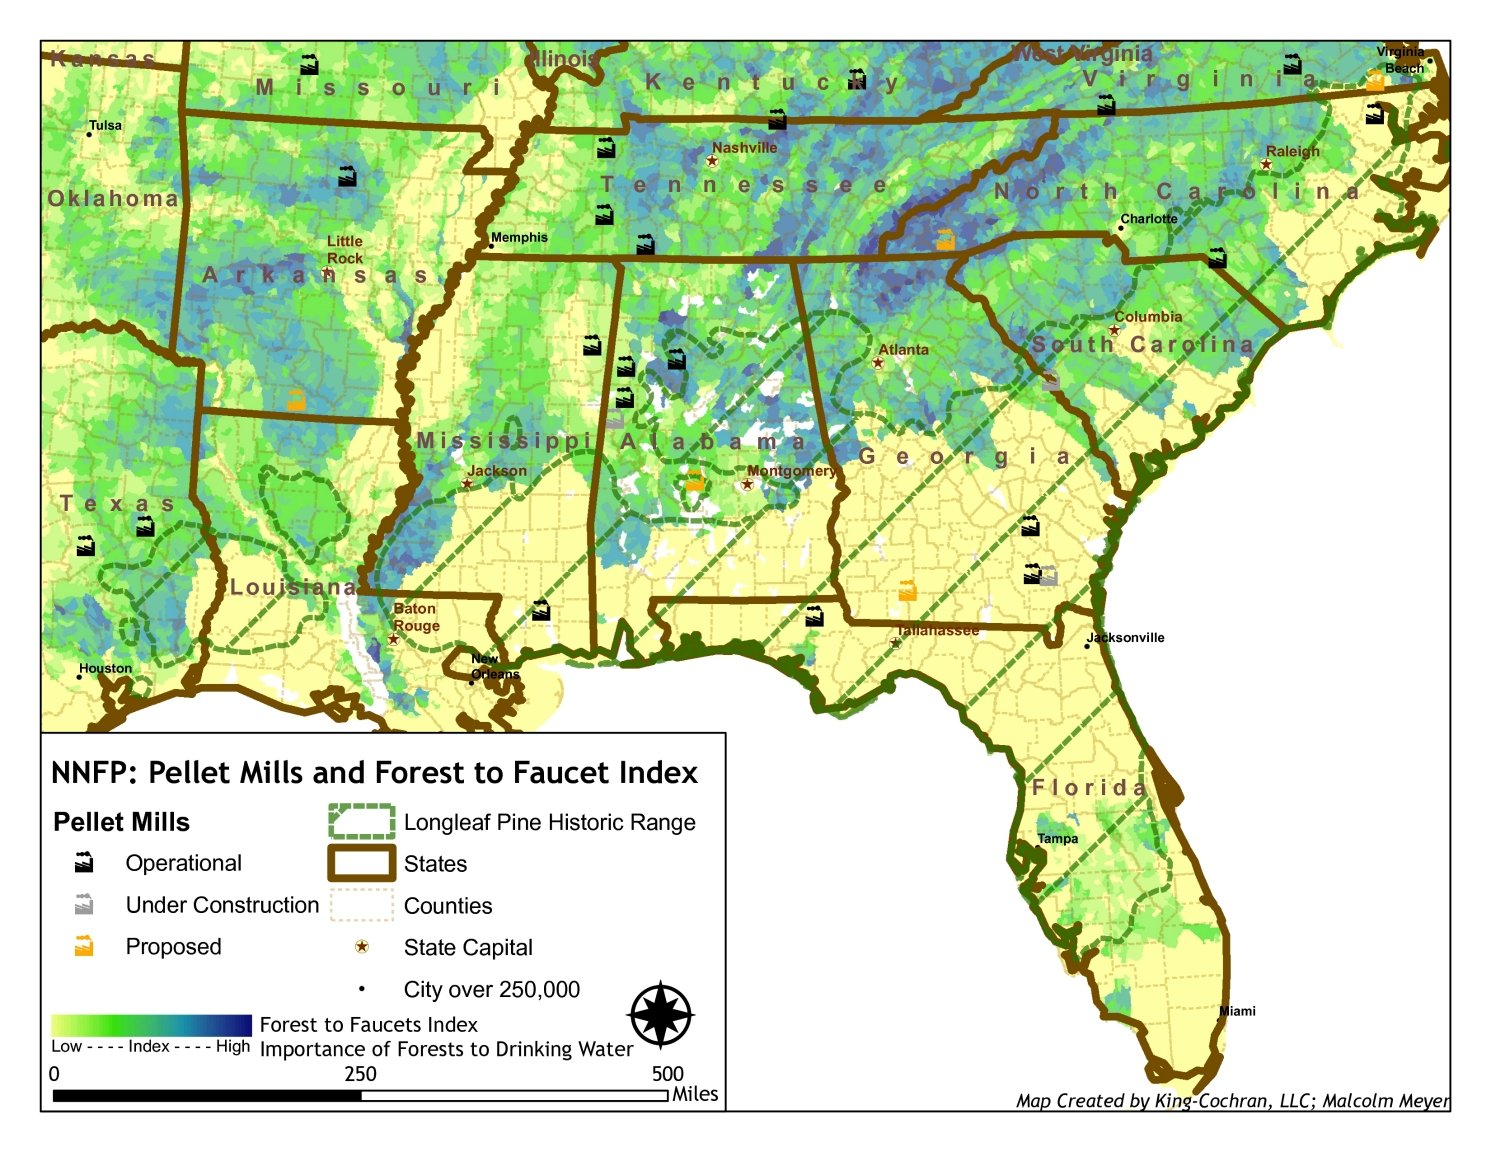 Kansas
Missouri
Illinois
Kentucky
West Virginia
Virginia
Virginia
Beach
Tulsa
Nashville
Raleigh
Oklahoma
Tennessee
North Carolina
Charlotte
Memphis
Little
Rock
Arkansas
Columbia
South Carolina
Atlanta
Mississippi
Alabama
Georgia
Jackson
Montgomery
Texas
Louisiana
Baton
Rouge
Tallahassee
Jacksonville
Houston
New
Orleans
Florida
Tampa
Miami
NNFP: Pellet Mills and Forest to Faucet Index
Pellet Mills
Operational
Under Construction
Proposed
Longleaf Pine Historic Range
States
Counties
State Capital
City over 250,000
Forest to Faucets Index
Low - - - - Index - - - - High
Importance of Forests to Drinking Water
0 250 500
Miles
Map Created by King-Cochran, LLC; Malcolm Meyer